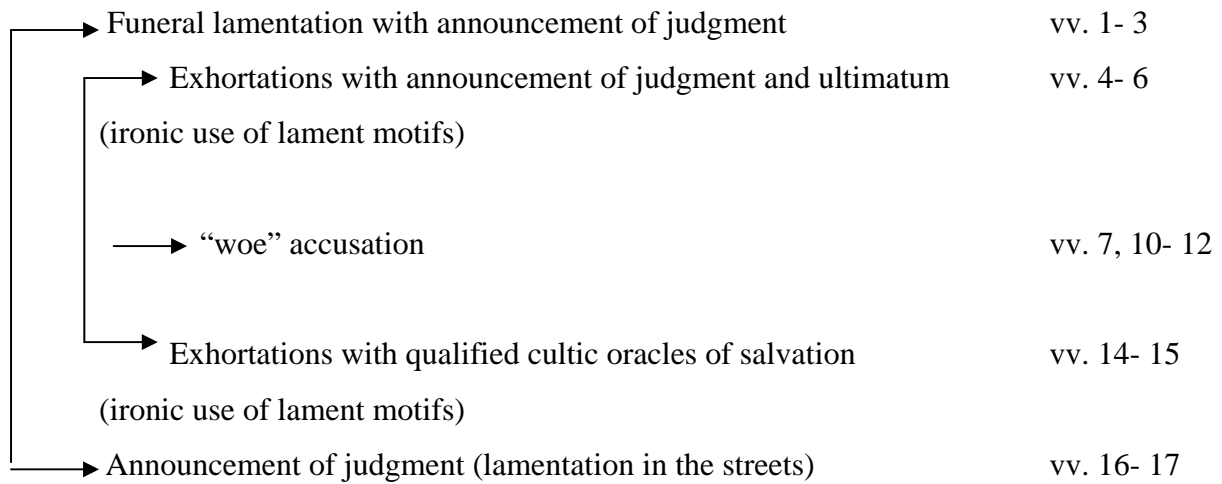 Funeral lamentation with announcement of judgment vv. 1- 3
Exhortations with announcement of judgment and ultimatum vv. 4- 6
(ironic use of lament motifs)
“woe” accusation vv. 7, 10- 12
Exhortations with qualified cultic oracles of salvation vv. 14- 15
(ironic use of lament motifs)
Announcement of judgment (lamentation in the streets) vv. 16- 17